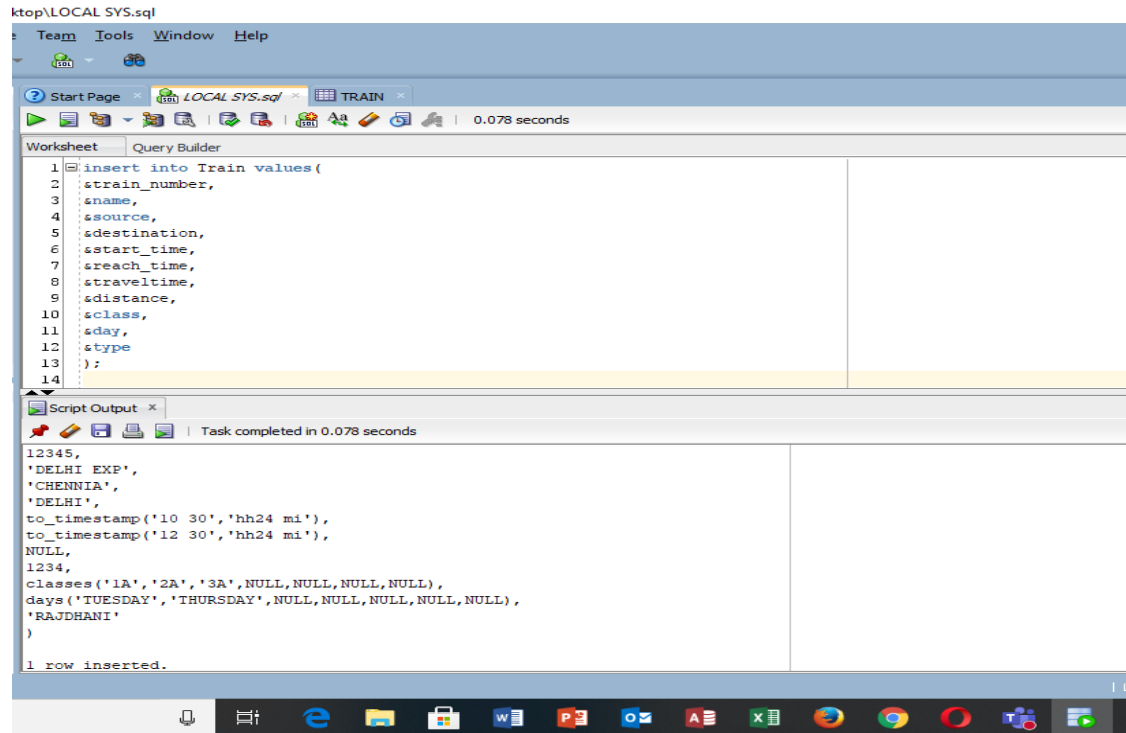 ktop\LOCAL SYS.sql
Team Tools Window Help
SQL
Start Page LOCAL SYS.sql TRAIN
0.078 seconds
Worksheet Query Builder
1 insert into Train values(
2 &train_number,
3 &name,
4 &source,
5 &destination,
6 &start_time,
7 &reach_time,
8 &traveltime,
9 &distance,
10 &class,
11 &day,
12 &type
13 );
14
Script Output
Task completed in 0.078 seconds
12345,
'DELHI EXP',
'CHENNIA',
'DELHI',
to_timestamp('10 30','hh24 mi'),
to_timestamp('12 30','hh24 mi'),
NULL,
1234,
classes('1A','2A','3A',NULL,NULL,NULL,NULL),
days('TUESDAY','THURSDAY',NULL,NULL,NULL,NULL,NULL),
'RAJDHANI'
)
1 row inserted.